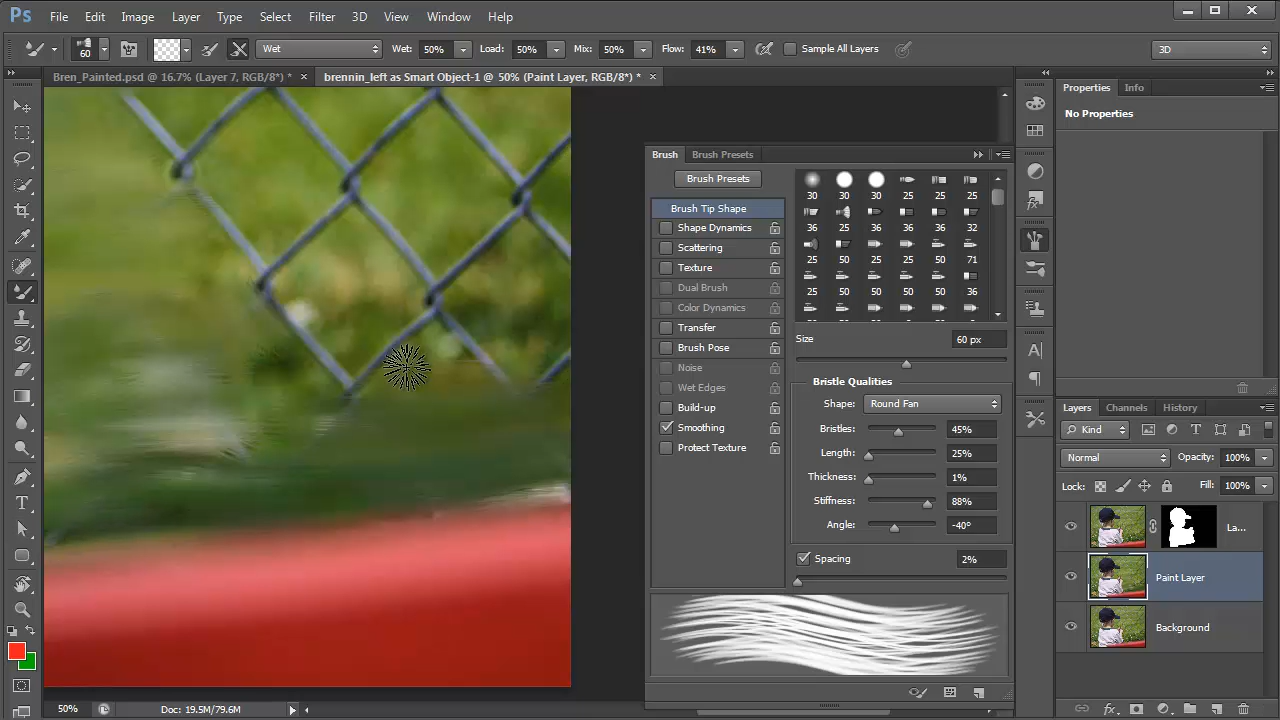 Ps File Edit Image Layer Type Select Filter 3D View Window Help
60 Wet Wet: 50% Load: 50% Mix: 50% Flow: 41% Sample All Layers 3D
Bren_Painted.psd @ 16.7% (Layer 7, RGB/8*) * × brennin_left as Smart Object-1 @ 50% (Paint Layer, RGB/8*) * ×
Properties Info
No Properties
Brush Brush Presets
Brush Presets
Brush Tip Shape
Shape Dynamics
Scattering
Texture
Dual Brush
Color Dynamics
Transfer
Brush Pose
Noise
Wet Edges
Build-up
Smoothing
Protect Texture
30 30 30 25 25 25
36 25 36 36 36 32
25 50 25 25 50 71
25 50 25 50 50 36
Size 60 px
Bristle Qualities
Shape: Round Fan
Bristles: 45%
Length: 25%
Thickness: 1%
Stiffness: 88%
Angle: -40°
Spacing 2%
Layers Channels History
Kind
Normal Opacity: 100%
Lock: Fill: 100%
La...
Paint Layer
Background
50% Doc: 19.5M/79.6M